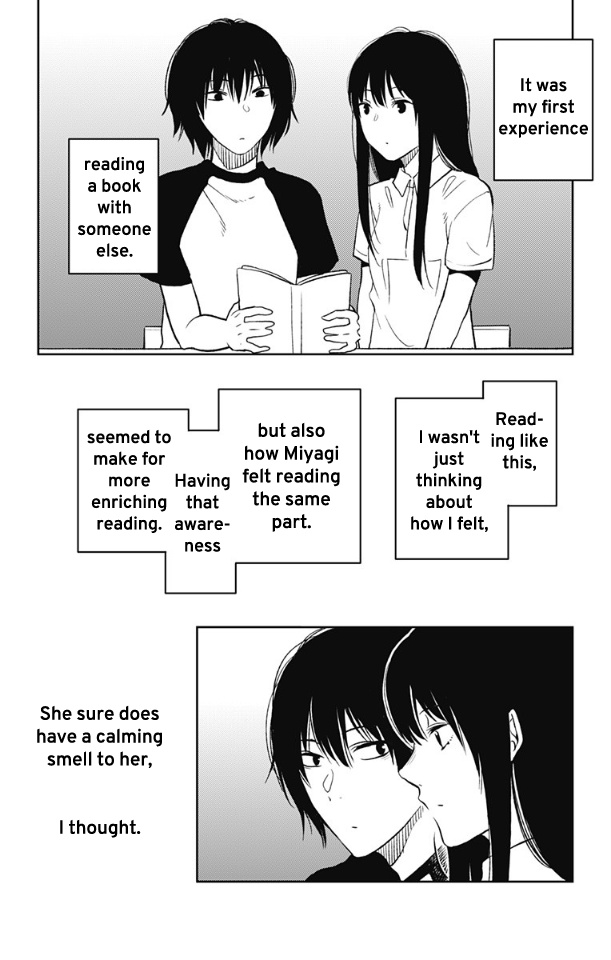 It was
my first
experience
reading
a book
with
someone
else.
Read-
ing like
this,
I wasn't
just
thinking
about
how I felt,
but also
how Miyagi
felt reading
the same
part.
Having
that
aware-
ness
seemed to
make for
more
enriching
reading.
She sure does
have a calming
smell to her,
I thought.